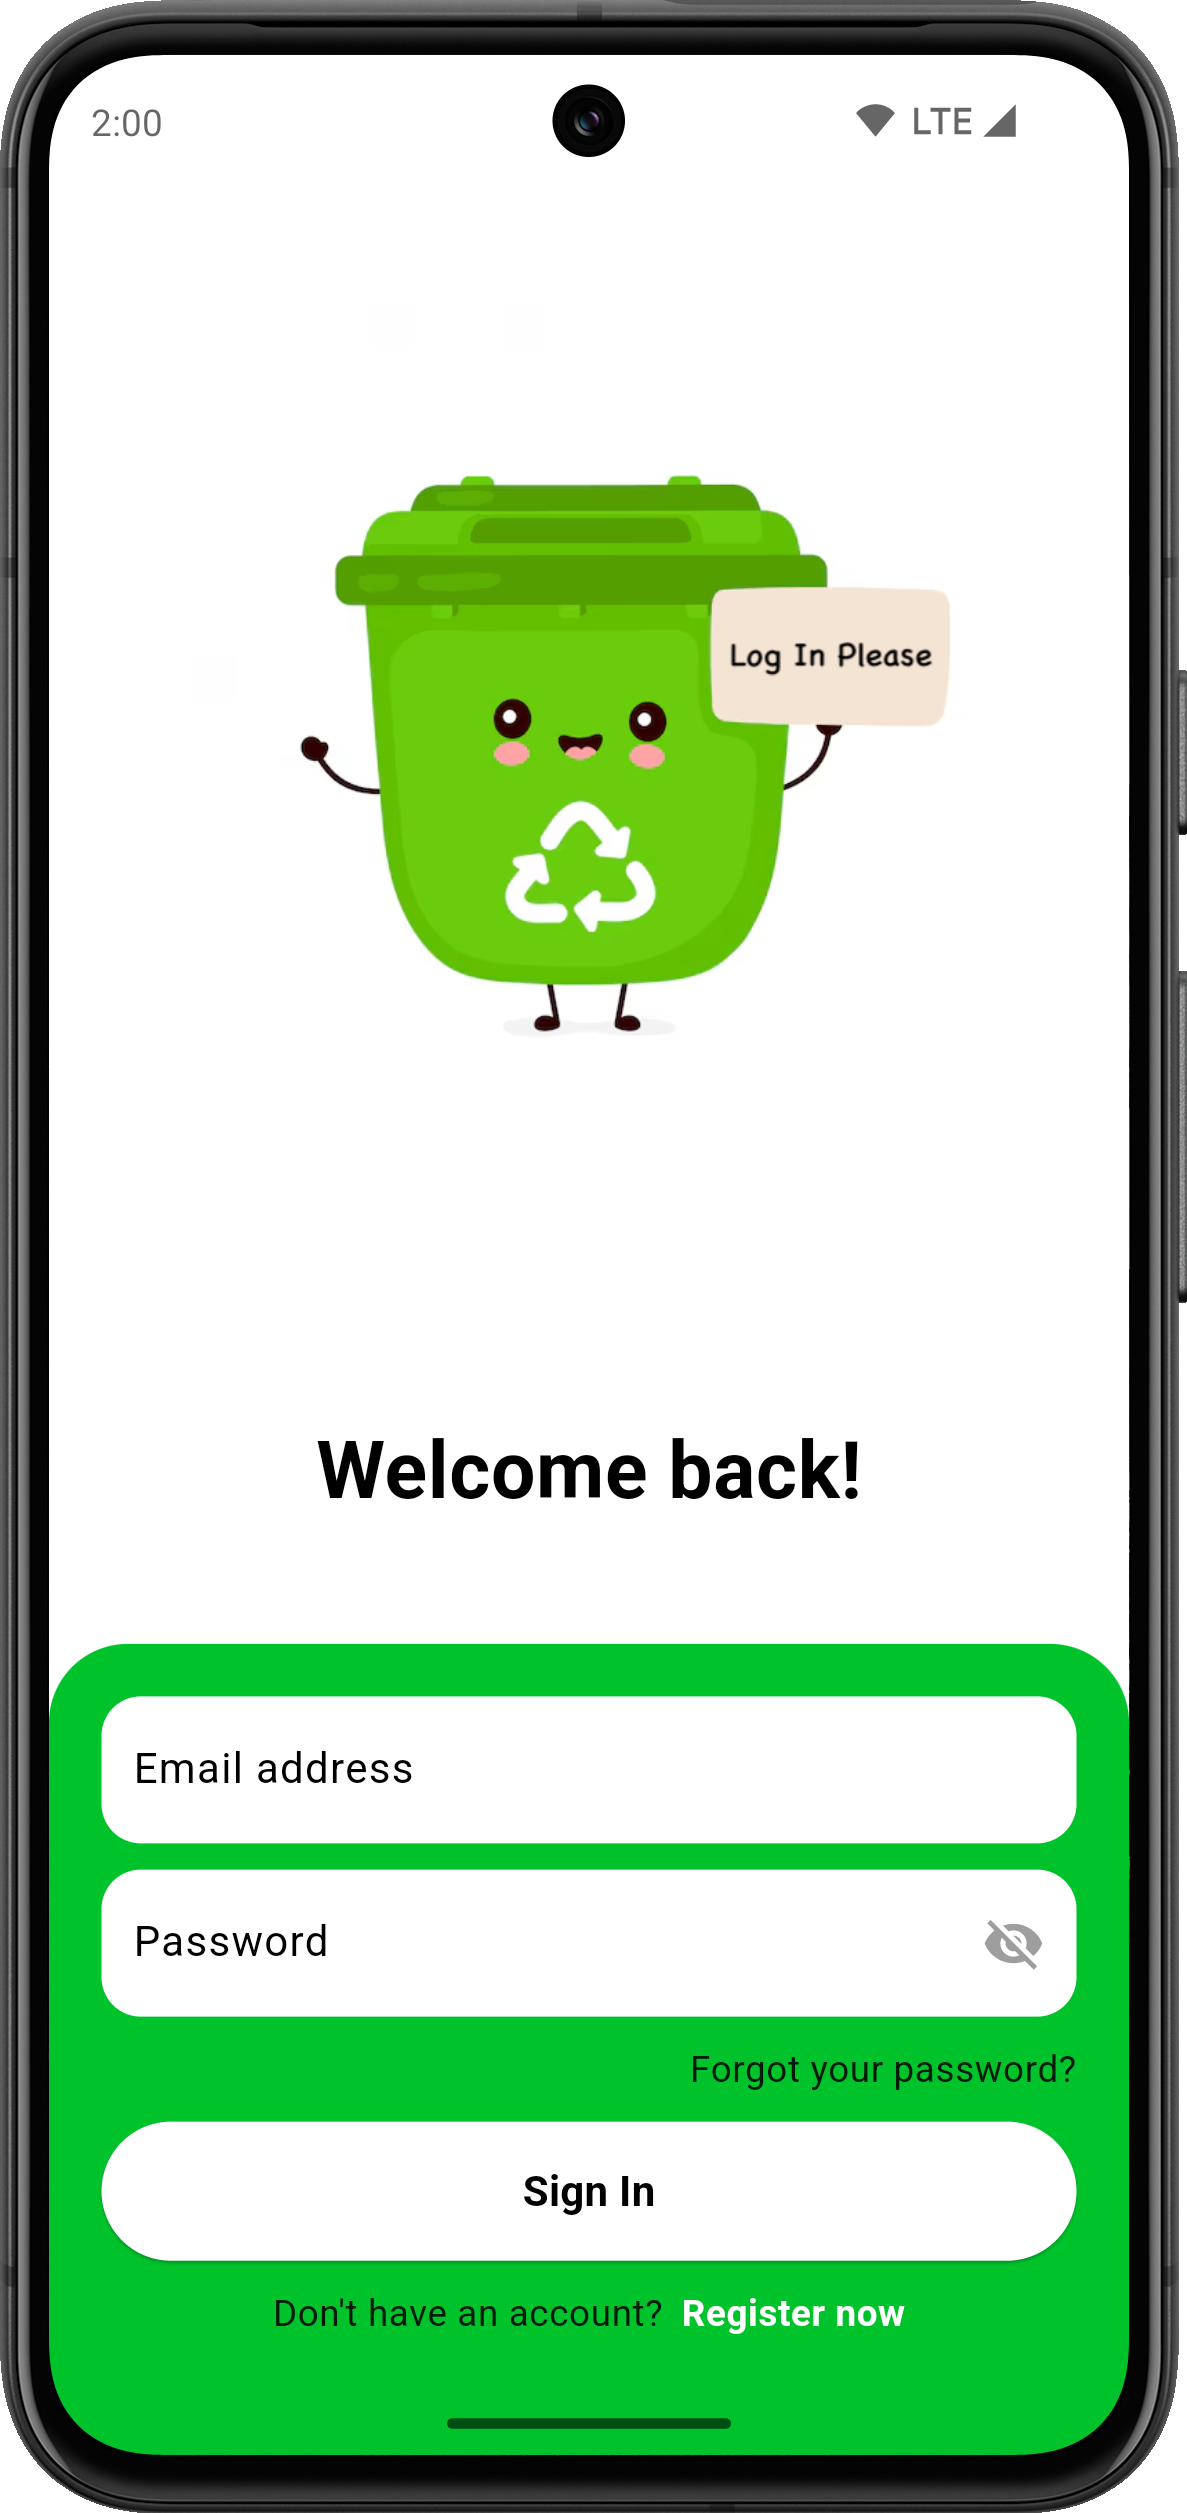 2:00
LTE
Log In Please
Welcome back!
Email address
Password
Forgot your password?
Sign In
Don't have an account? Register now